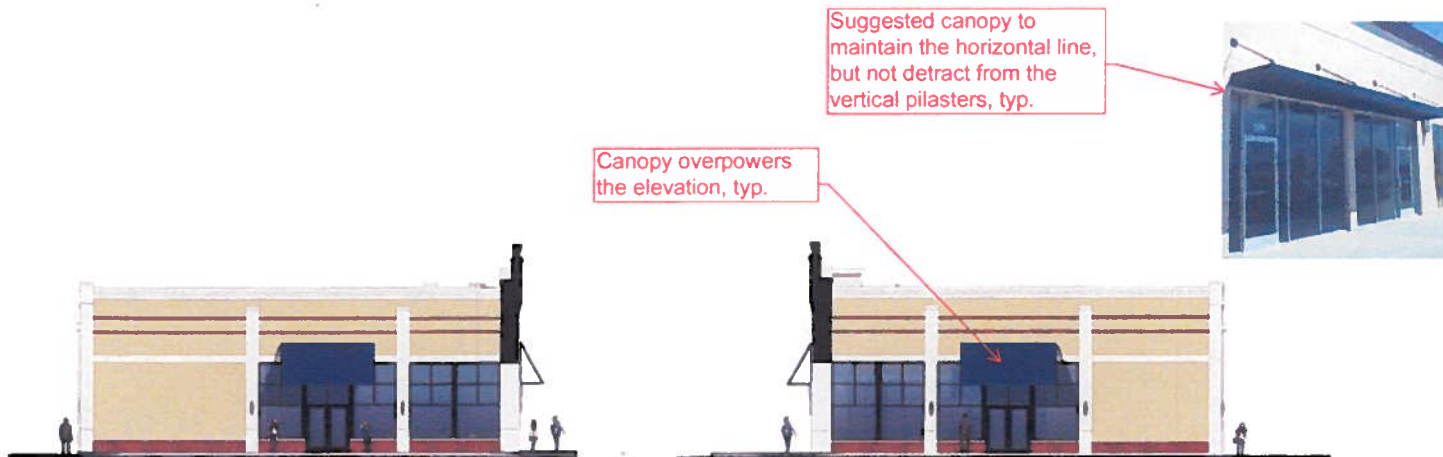 Suggested canopy to
maintain the horizontal line,
but not detract from the
vertical pilasters, typ.
Canopy overpowers
the elevation, typ.